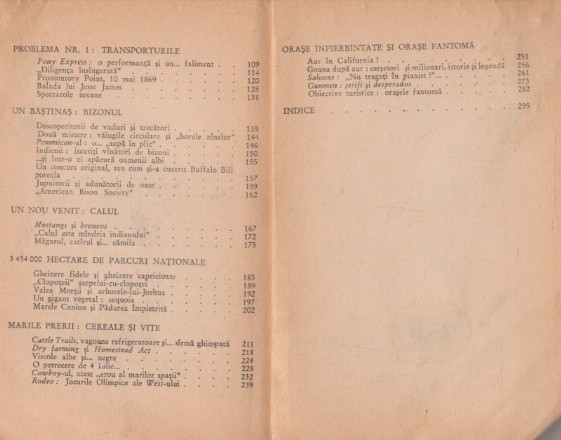 PROBLEMA NR. 1 : TRANSPORTURILE
Pony Express : o performanță și un... faliment . . 109
„Diligența însîngerată” . . . 114
Promontory Point, 10 mai 1869 . . . 120
Balada lui Jesse James . . . 128
Spectacole texane . . . 131
UN BĂȘTINAȘ : BIZONUL
Descoperitorii de vaduri și trecători . . . 139
Două mistere : văiugile circulare și „horele zînelor” 144
Pemmican-ul : o... „supă în plic” . . . 146
Indienii : iscusiți vînători de bizoni . . . 150
...și într-o zi apărură oamenii albi . . . 155
Un concurs original, sau cum și-a cucerit Buffalo Bill
porecla . . . 157
Jupuitorii și adunătorii de oase . . . 159
„American Bison Society” . . . 162
UN NOU VENIT : CALUL
Mustangs și broncos . . . 167
„Calul este mîndria indianului” . . . 172
Măgarul, catîrul și... cămila . . . 175
3 454 000 HECTARE DE PARCURI NAȚIONALE
Gheizere fidele și gheizere capricioase . . . 185
„Clopoței” șarpelui-cu-clopoței . . . 189
Valea Morții și arborele-lui-Joshua . . . 192
Un gigant vegetal : sequoia . . . 197
Marele Canion și Pădurea Împietrită . . . 202
MARILE PRERII : CEREALE ȘI VITE
Cattle Trails, vagoane refrigeratoare și... sîrmă ghimpată 211
Dry farming și Homestead Act . . . 218
Vissole albe și... negre . . . 224
O petrecere de 4 Iulie... . . . 228
Cowboy-ul, acest „erou al marilor spații” . . . 232
Rodeo : Jocurile Olimpice ale West-ului . . . 239
ORAȘE INFIERBÎNTATE ȘI ORAȘE FANTOMĂ
Aur în California ! . . . 251
Goana după aur : cerșetori și milionari, istorie și legendă 256
Saloons : „Nu trageți în pianist !”... . . . 261
Gunmen : șerifi și desperados . . . 273
Obiective turistice : orașele fantomă . . . 282
INDICE . . . 295